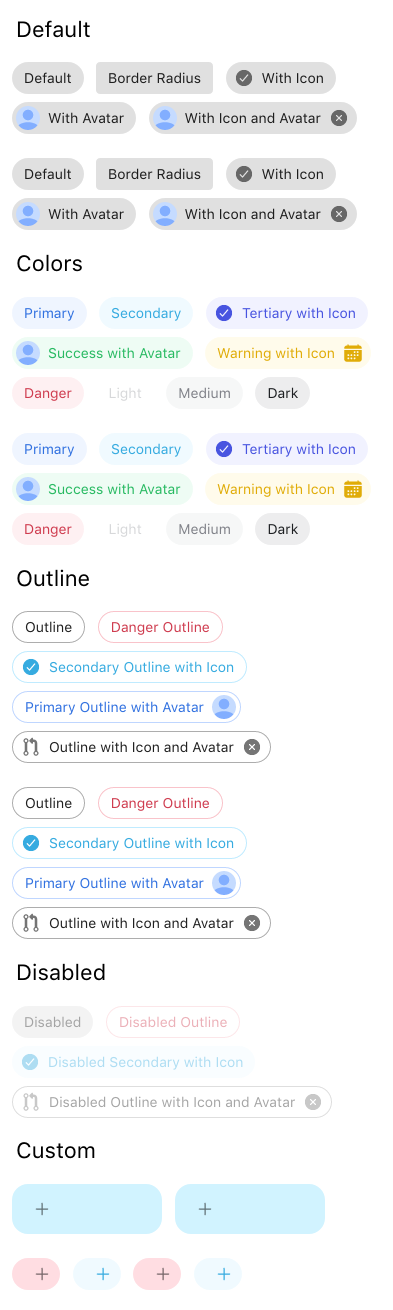 Default
Default Border Radius With Icon
With Avatar With Icon and Avatar
Default Border Radius With Icon
With Avatar With Icon and Avatar
Colors
Primary Secondary Tertiary with Icon
Success with Avatar Warning with Icon
Danger Light Medium Dark
Primary Secondary Tertiary with Icon
Success with Avatar Warning with Icon
Danger Light Medium Dark
Outline
Outline Danger Outline
Secondary Outline with Icon
Primary Outline with Avatar
Outline with Icon and Avatar
Outline Danger Outline
Secondary Outline with Icon
Primary Outline with Avatar
Outline with Icon and Avatar
Disabled
Disabled Disabled Outline
Disabled Secondary with Icon
Disabled Outline with Icon and Avatar
Custom